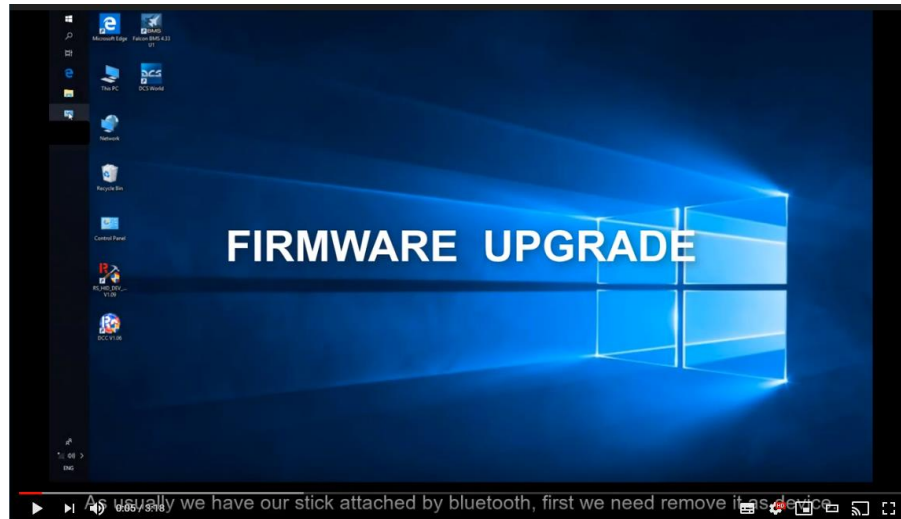 Microsoft Edge
Falcon BMS 4.33 U1
This PC
DCS World
Network
Recycle Bin
Control Panel
RS_HID_DEV_... V1.09
DCC V1.06
FIRMWARE UPGRADE
ENG
As usually we have our stick attached by bluetooth, first we need remove it as device
0:05 / 3:18
HD